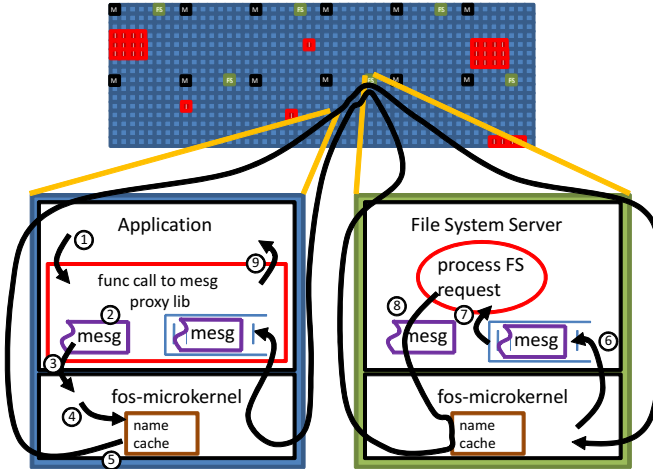 M FS M M FS M M FS M
M M FS M M FS M M FS
Application
1
9
func call to mesg
proxy lib
2
mesg
mesg
3
fos-microkernel
4
name
cache
5
File System Server
process FS
request
8
7
mesg
mesg
6
fos-microkernel
name
cache